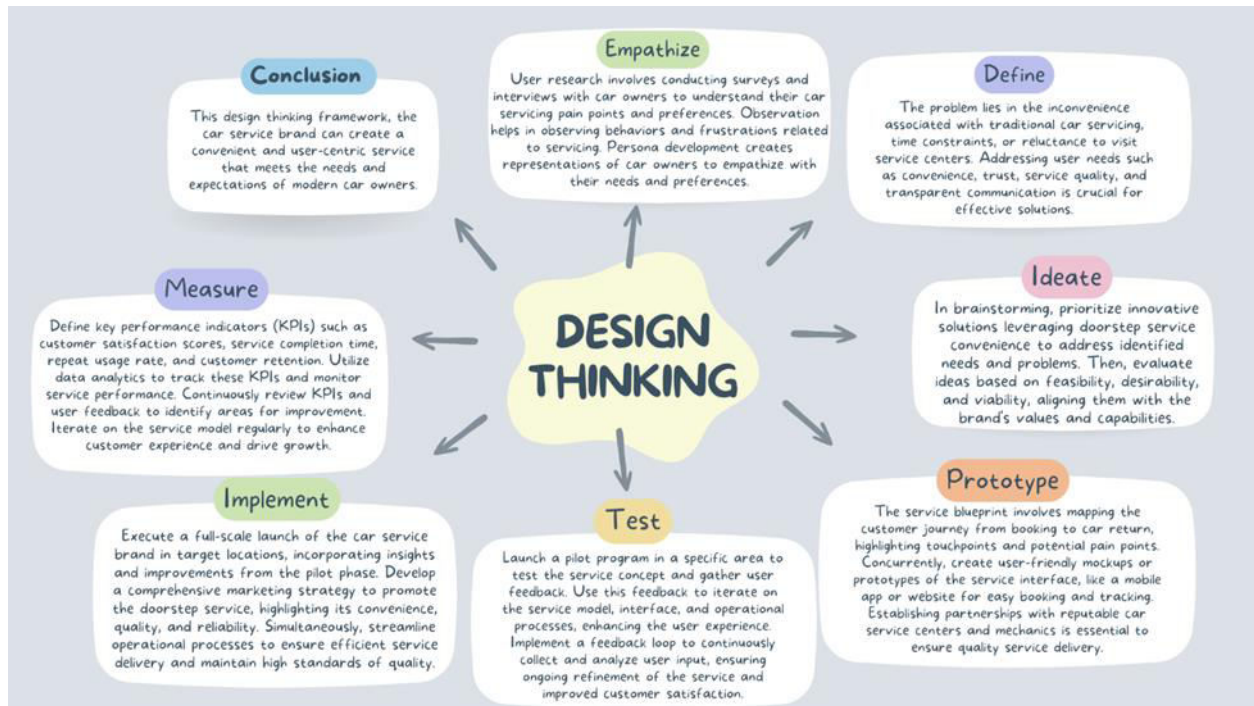 DESIGN
THINKING
Empathize
User research involves conducting surveys and
interviews with car owners to understand their car
servicing pain points and preferences. Observation
helps in observing behaviors and frustrations related
to servicing. Persona development creates
representations of car owners to empathize with
their needs and preferences.
Define
The problem lies in the inconvenience
associated with traditional car servicing,
time constraints, or reluctance to visit
service centers. Addressing user needs such
as convenience, trust, service quality, and
transparent communication is crucial for
effective solutions.
Ideate
In brainstorming, prioritize innovative
solutions leveraging doorstep service
convenience to address identified
needs and problems. Then, evaluate
ideas based on feasibility, desirability,
and viability, aligning them with the
brand's values and capabilities.
Prototype
The service blueprint involves mapping the
customer journey from booking to car return,
highlighting touchpoints and potential pain points.
Concurrently, create user-friendly mockups or
prototypes of the service interface, like a mobile
app or website for easy booking and tracking.
Establishing partnerships with reputable car
service centers and mechanics is essential to
ensure quality service delivery.
Test
Launch a pilot program in a specific area to
test the service concept and gather user
feedback. Use this feedback to iterate on
the service model, interface, and operational
processes, enhancing the user experience.
Implement a feedback loop to continuously
collect and analyze user input, ensuring
ongoing refinement of the service and
improved customer satisfaction.
Implement
Execute a full-scale launch of the car service
brand in target locations, incorporating insights
and improvements from the pilot phase. Develop
a comprehensive marketing strategy to promote
the doorstep service, highlighting its convenience,
quality, and reliability. Simultaneously, streamline
operational processes to ensure efficient service
delivery and maintain high standards of quality.
Measure
Define key performance indicators (KPIs) such as
customer satisfaction scores, service completion time,
repeat usage rate, and customer retention. Utilize
data analytics to track these KPIs and monitor
service performance. Continuously review KPIs and
user feedback to identify areas for improvement.
Iterate on the service model regularly to enhance
customer experience and drive growth.
Conclusion
This design thinking framework, the
car service brand can create a
convenient and user-centric service
that meets the needs and
expectations of modern car owners.